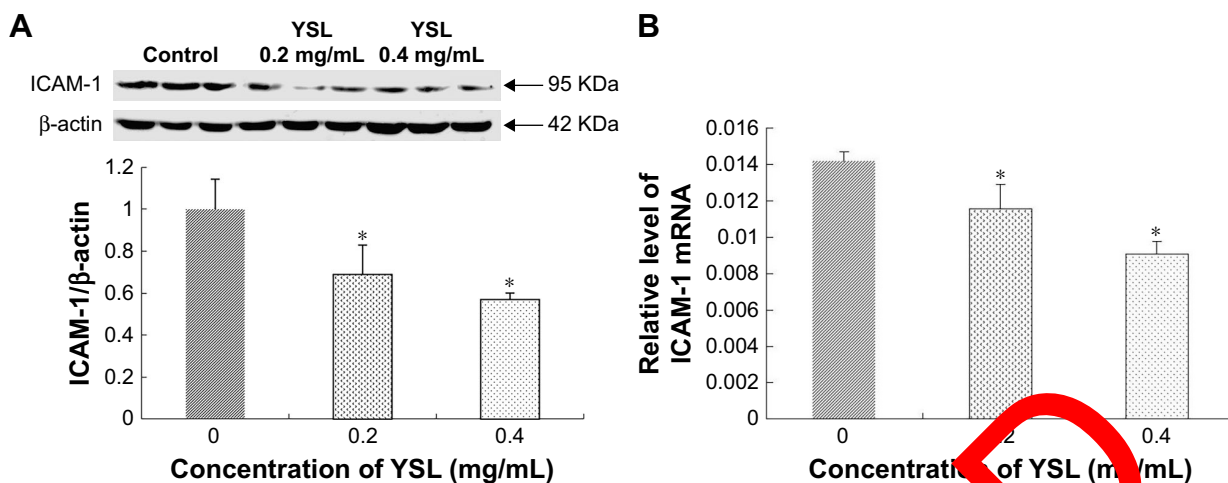 A
Control
YSL
0.2 mg/mL
YSL
0.4 mg/mL
ICAM-1
95 KDa
β-actin
42 KDa
ICAM-1/β-actin
1.2
1
0.8
0.6
0.4
0.2
0
*
*
0
0.2
0.4
Concentration of YSL (mg/mL)
B
Relative level of
ICAM-1 mRNA
0.016
0.014
0.012
0.01
0.008
0.006
0.004
0.002
0
*
*
0
0.4
of YSL